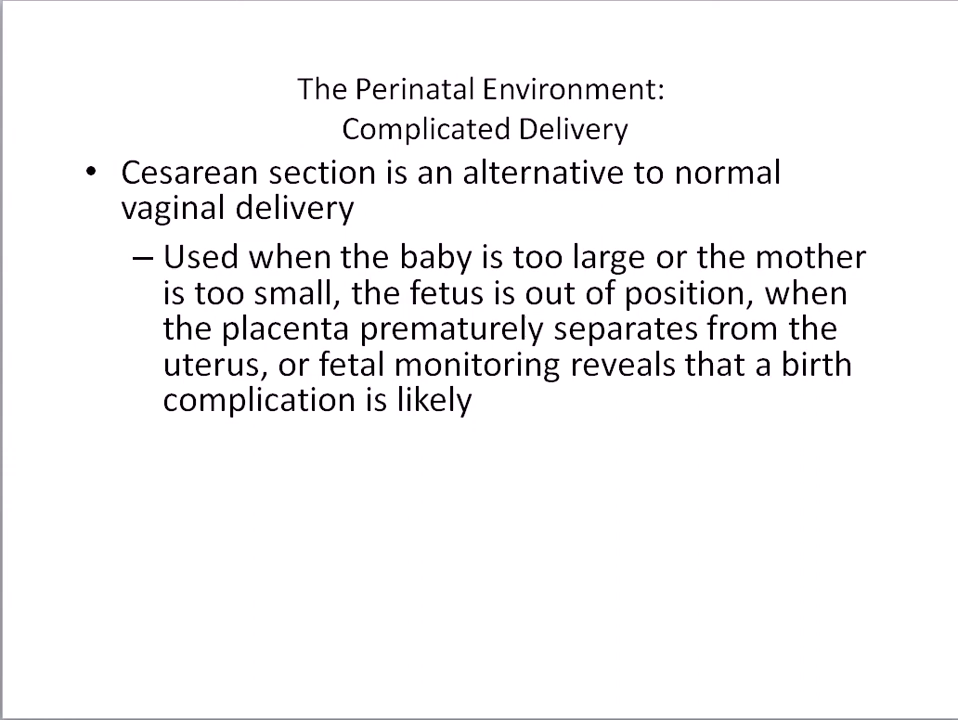 The Perinatal Environment:
Complicated Delivery
• Cesarean section is an alternative to normal
vaginal delivery
– Used when the baby is too large or the mother
is too small, the fetus is out of position, when
the placenta prematurely separates from the
uterus, or fetal monitoring reveals that a birth
complication is likely